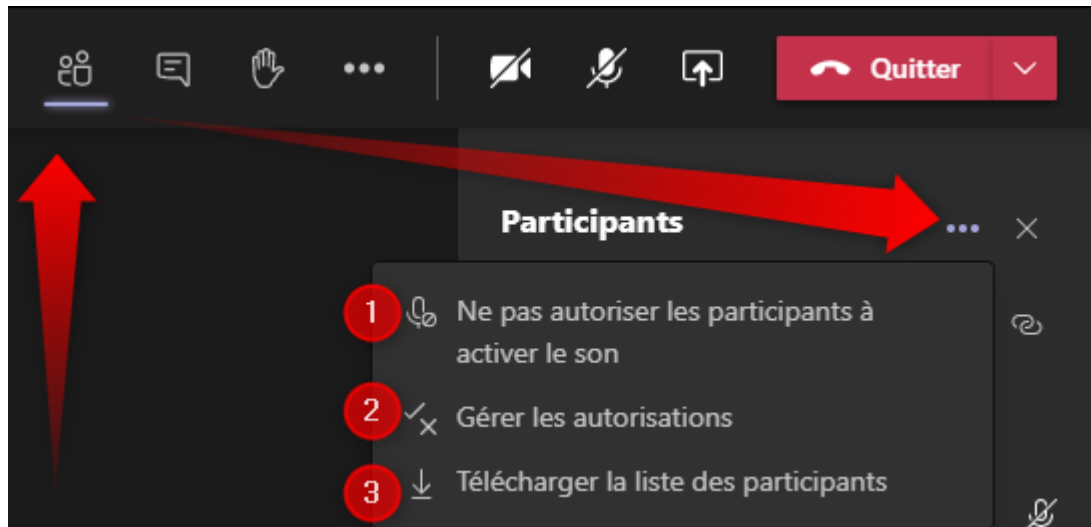 Quitter
Participants
1
Ne pas autoriser les participants à
activer le son
2
Gérer les autorisations
3
Télécharger la liste des participants